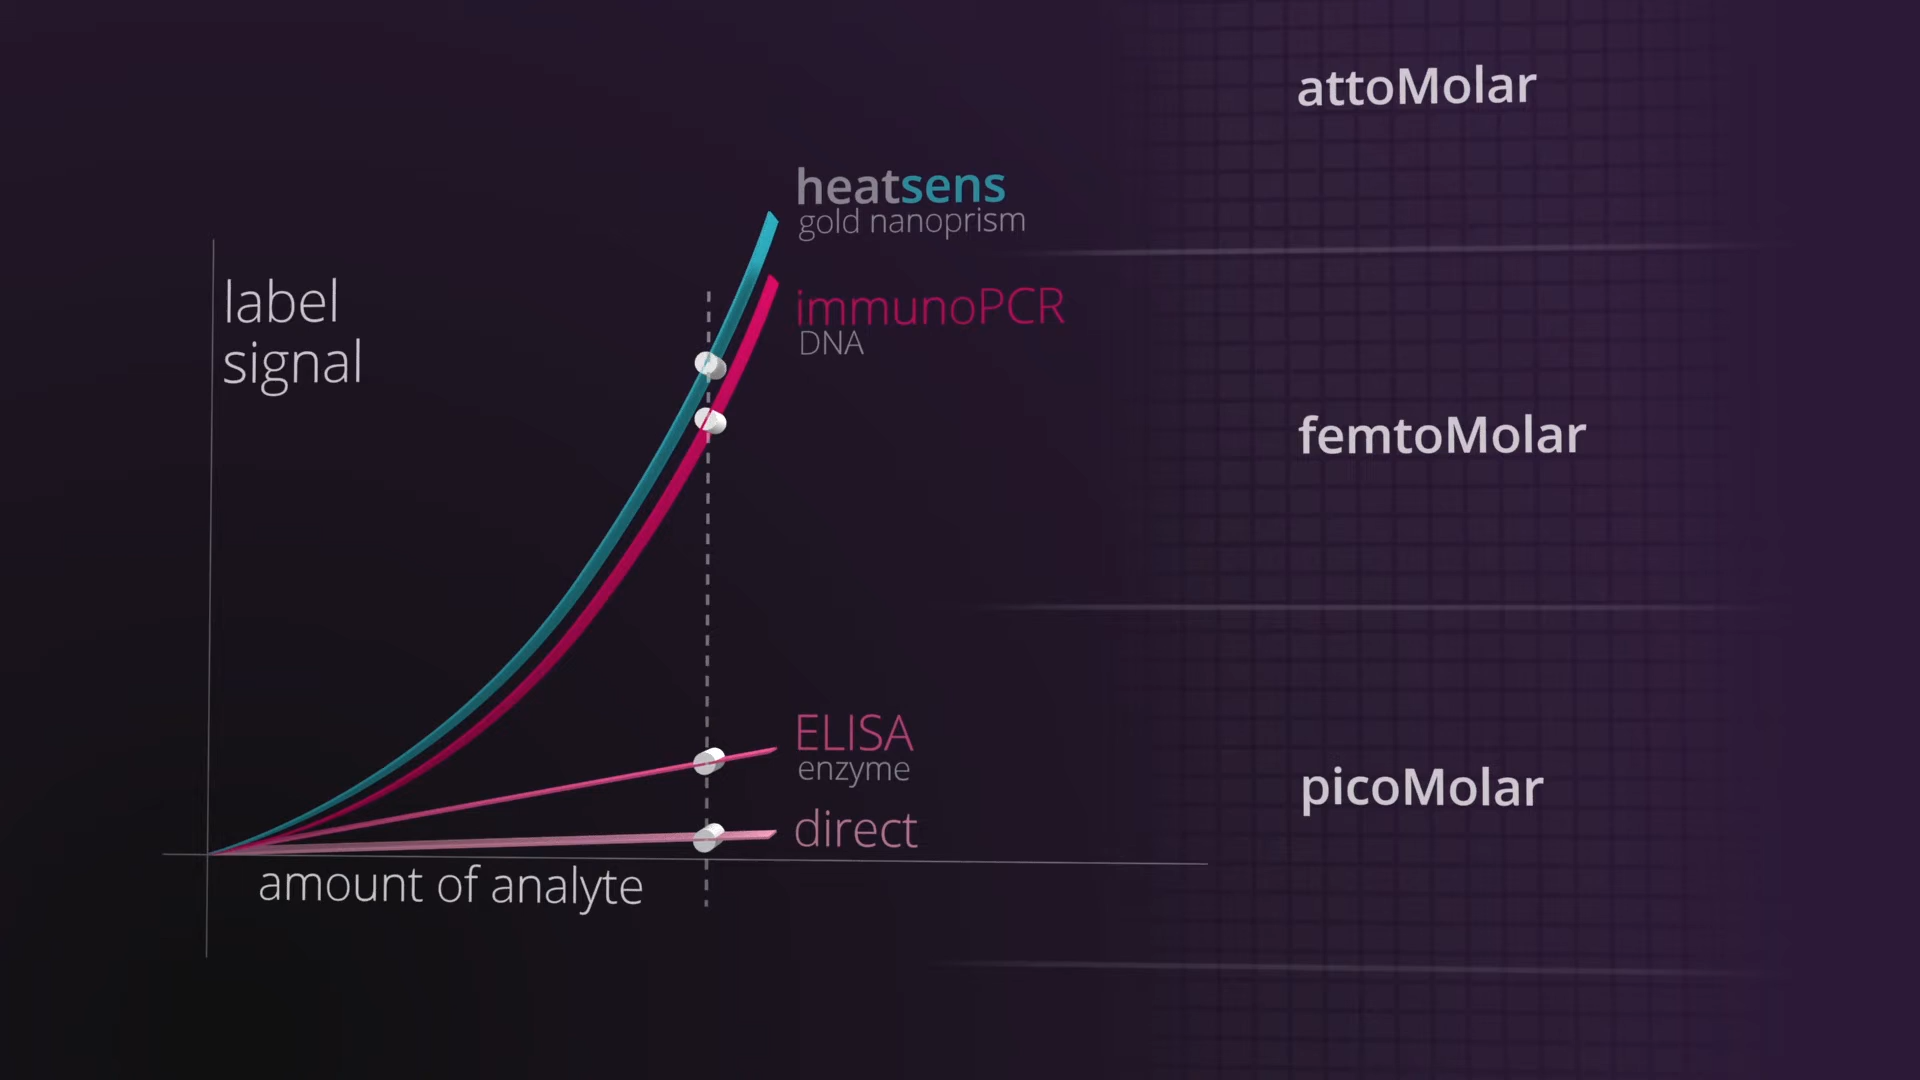 attoMolar
heatsens
gold nanoprism
label
signal
immunoPCR
DNA
femtoMolar
ELISA
enzyme
picoMolar
direct
amount of analyte